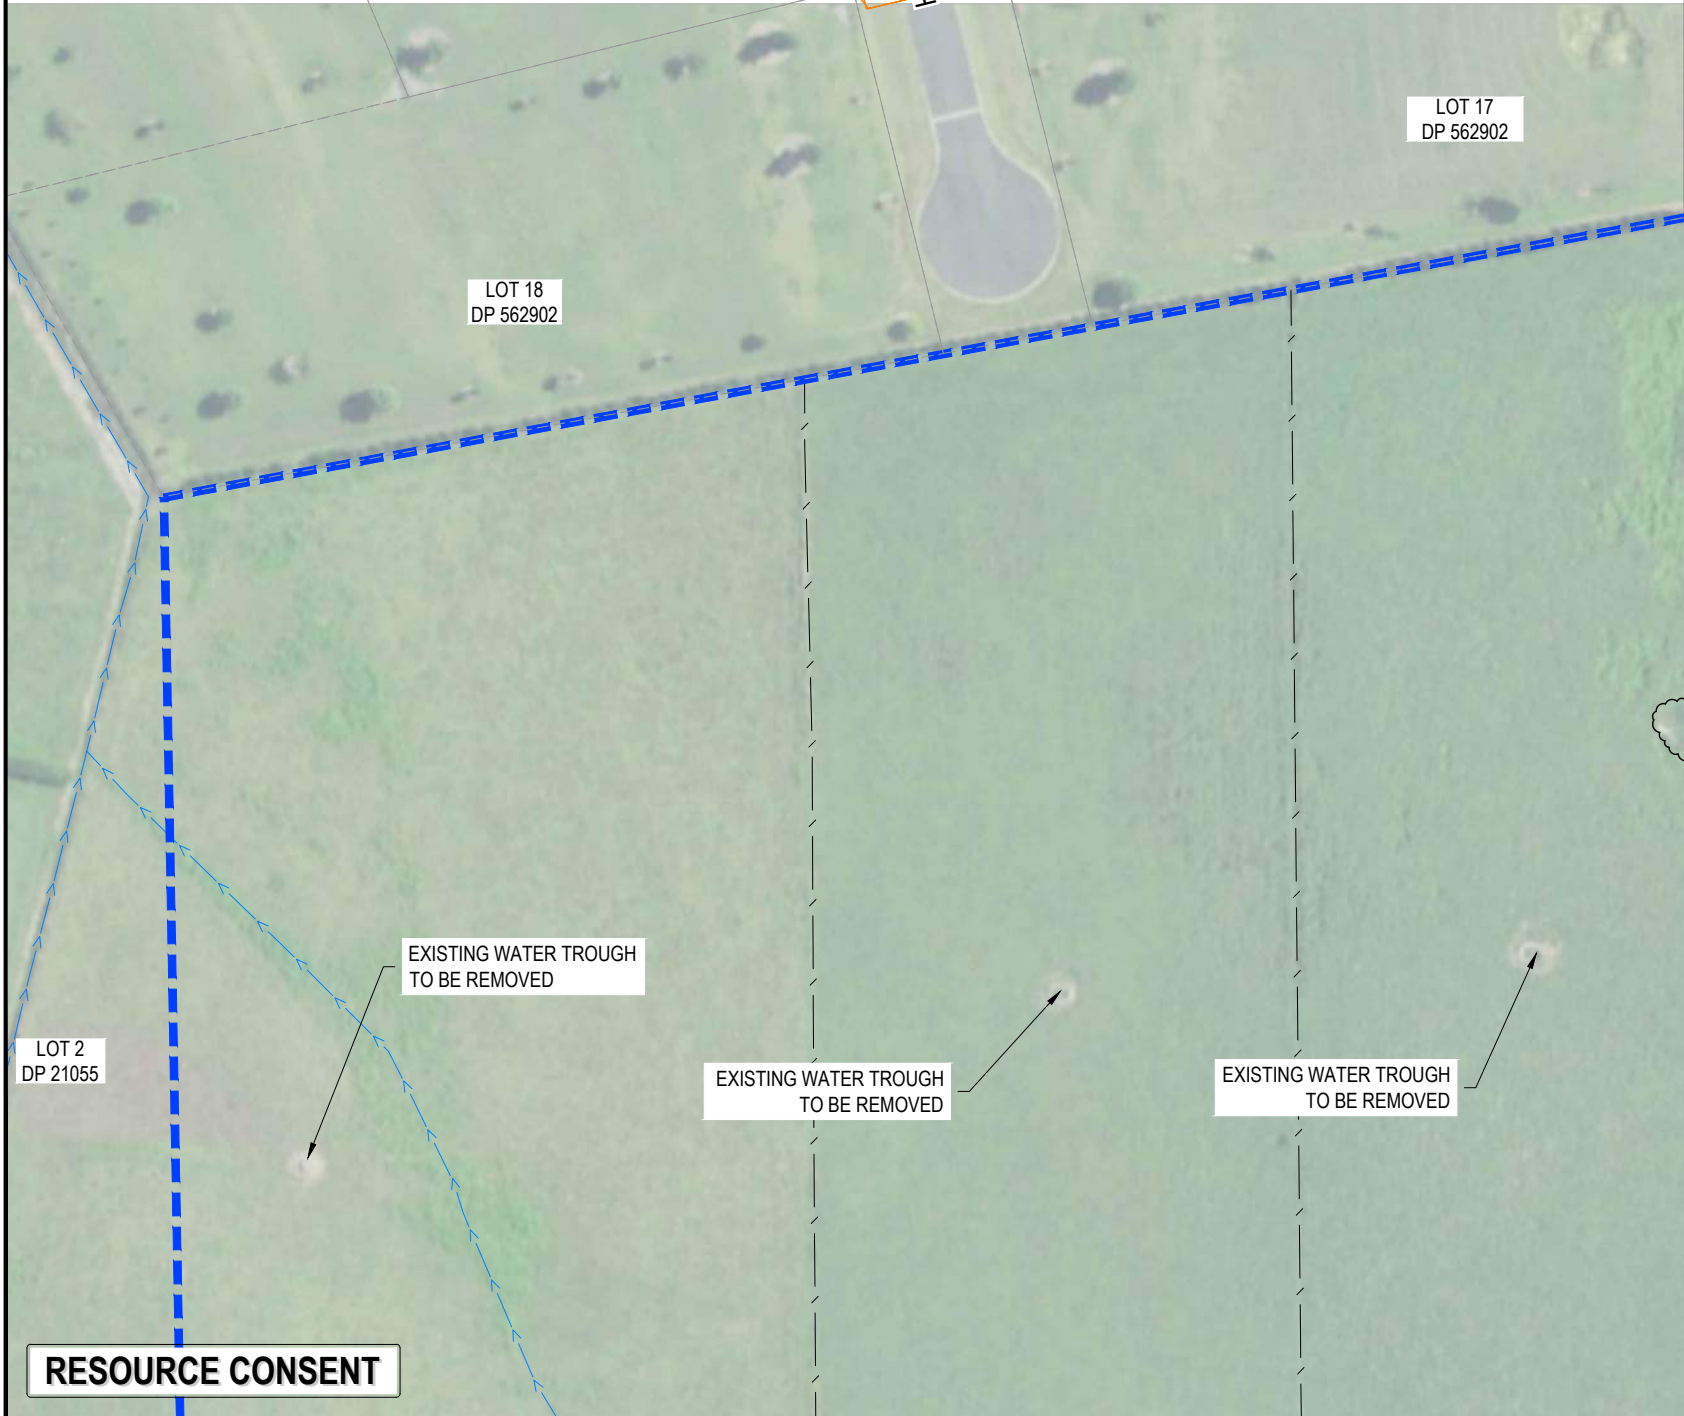 LOT 17
DP 562902
LOT 18
DP 562902
EXISTING WATER TROUGH
TO BE REMOVED
LOT 2
DP 21055
EXISTING WATER TROUGH
TO BE REMOVED
EXISTING WATER TROUGH
TO BE REMOVED
RESOURCE CONSENT